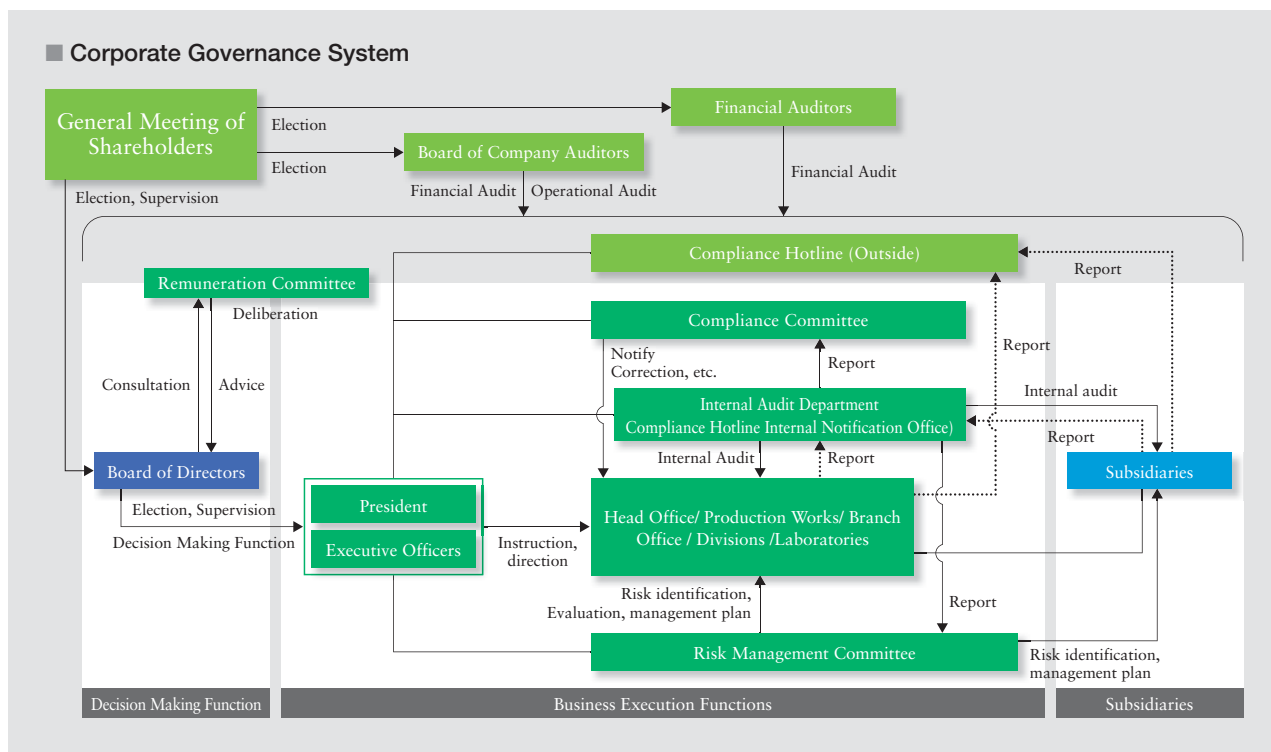 Corporate Governance System
General Meeting of
Shareholders
Election
Financial Auditors
Election
Board of Company Auditors
Election, Supervision
Financial Audit
Operational Audit
Financial Audit
Compliance Hotline (Outside)
Report
Remuneration Committee
Deliberation
Compliance Committee
Consultation
Advice
Notify
Correction, etc.
Report
Report
Internal Audit Department
Compliance Hotline Internal Notification Office)
Internal audit
Report
Internal Audit
Report
Board of Directors
Subsidiaries
Election, Supervision
Decision Making Function
President
Executive Officers
Instruction,
direction
Head Office/ Production Works/ Branch
Office / Divisions /Laboratories
Risk identification,
Evaluation, management plan
Report
Risk Management Committee
Risk identification,
management plan
Decision Making Function
Business Execution Functions
Subsidiaries